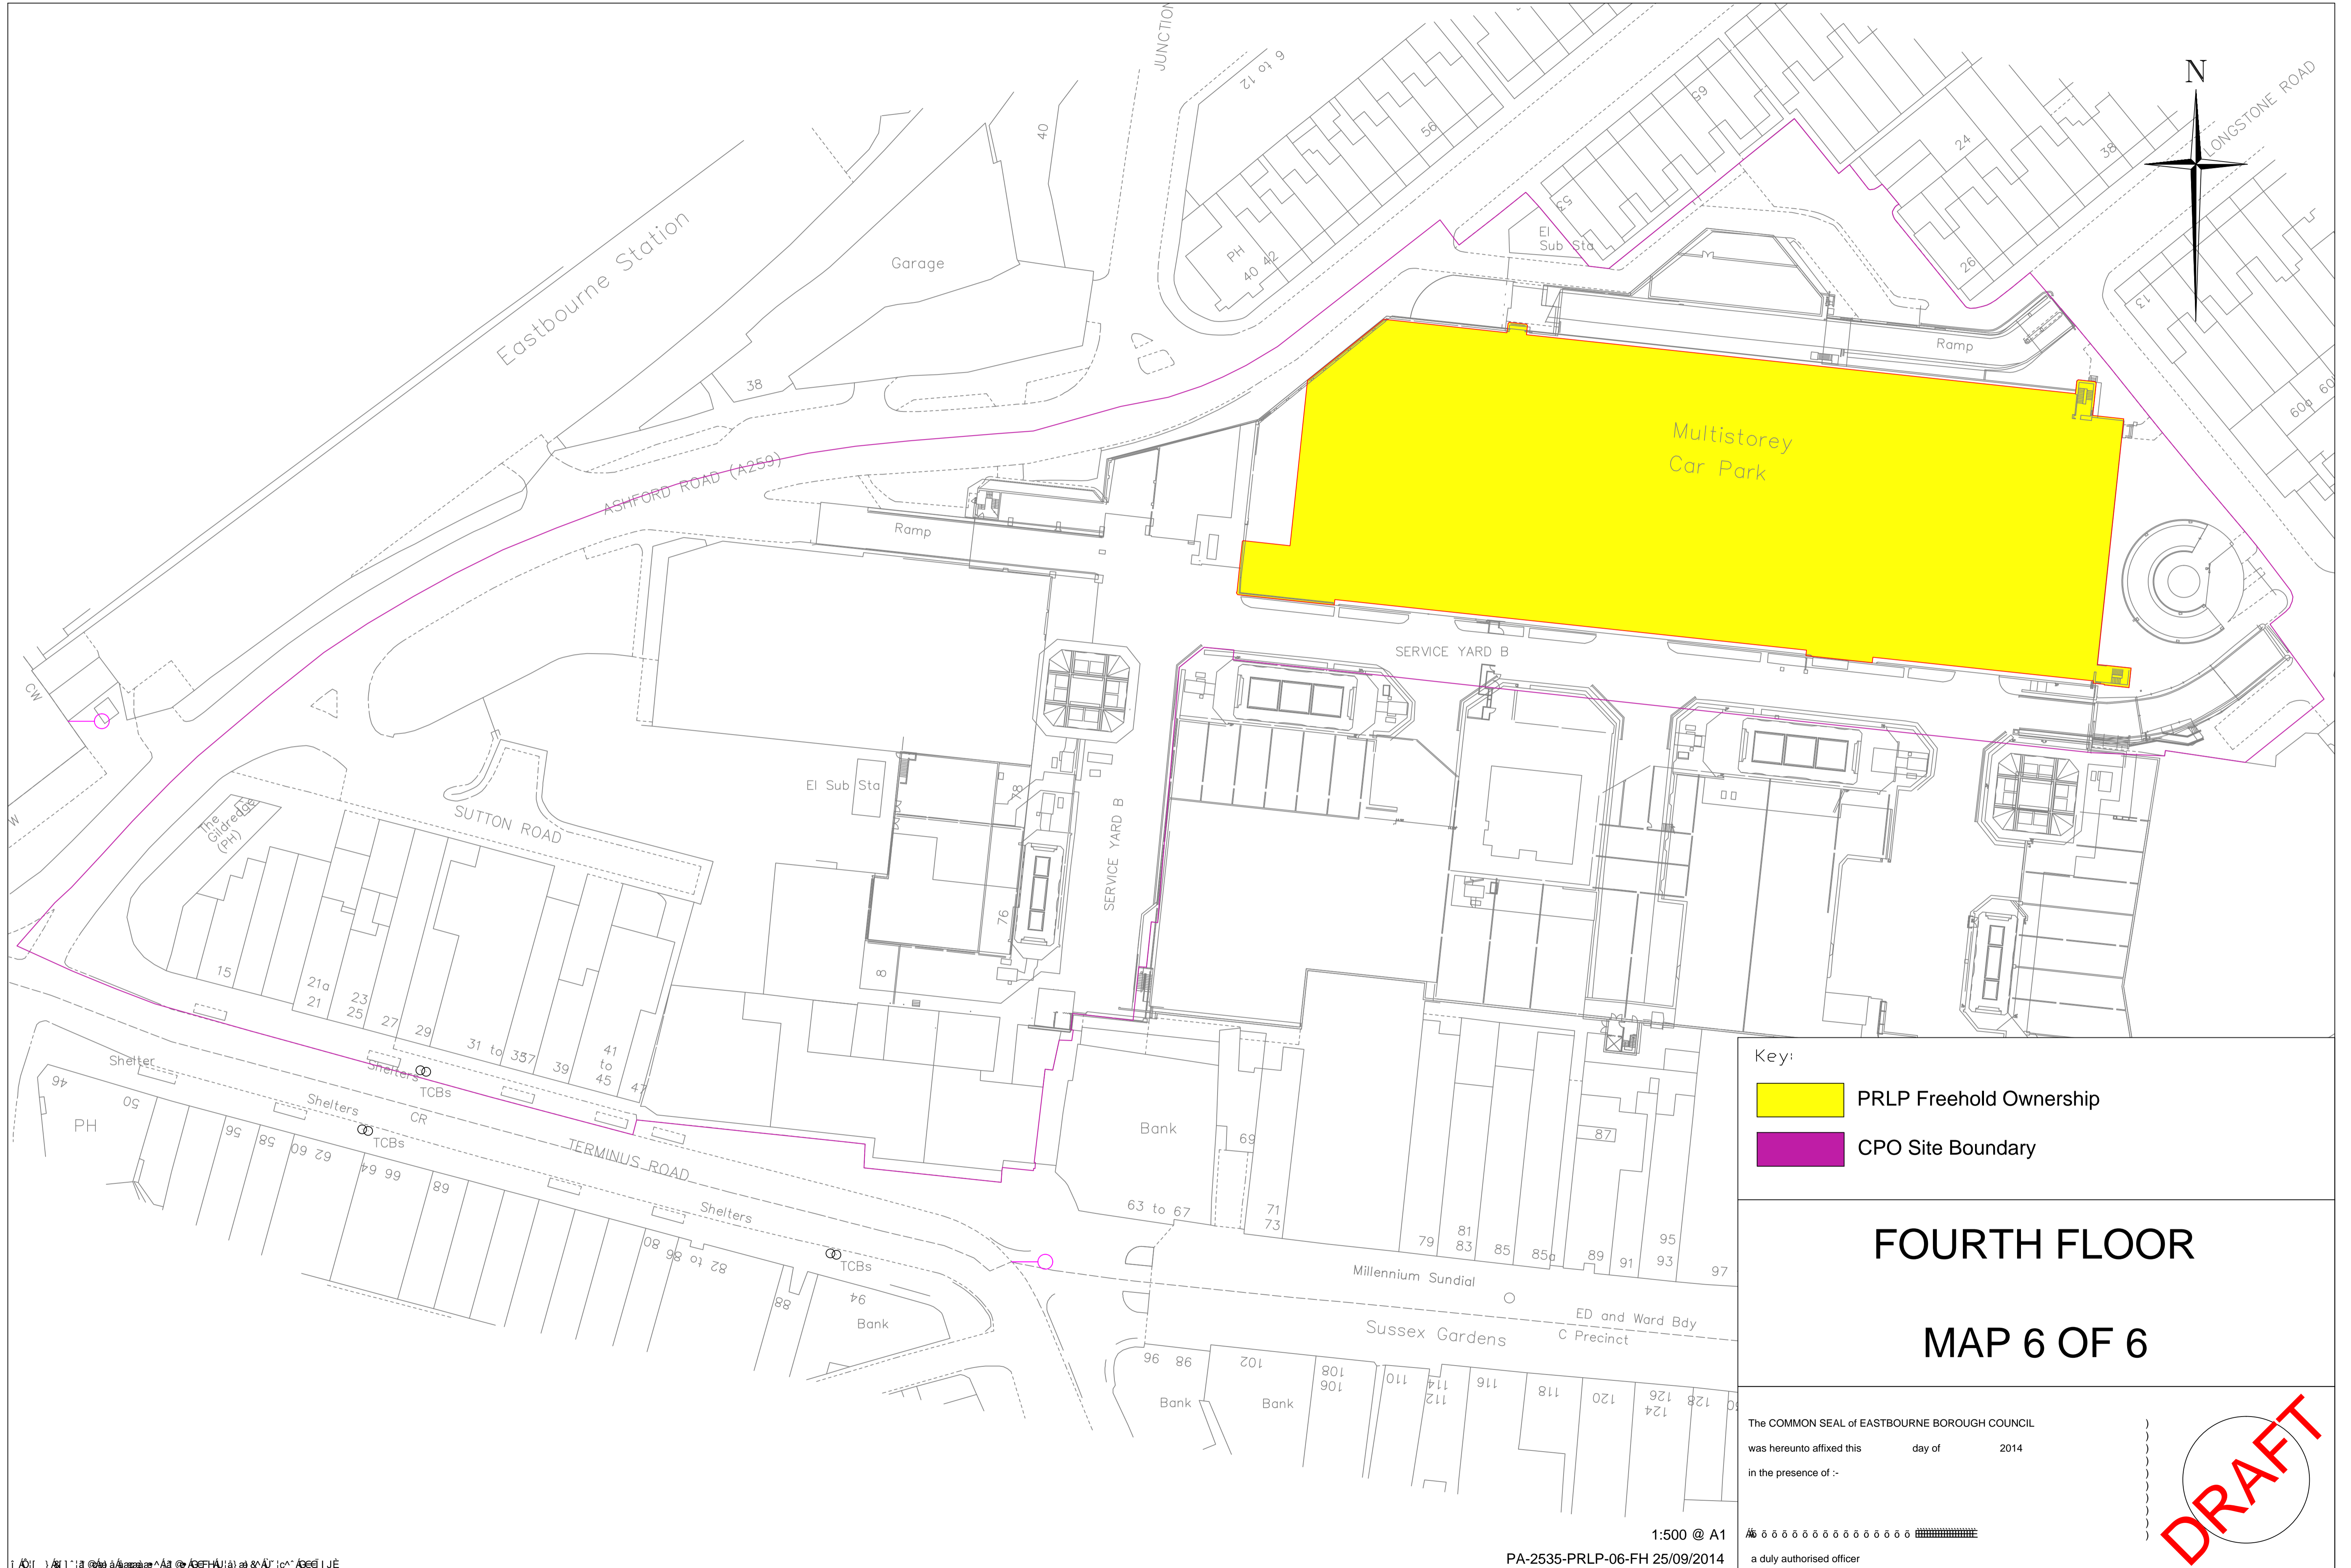 JUNCTION
6 to 12
N
LONGSTONE ROAD
40
56
65
24
38
Eastbourne Station
Garage
PH
40 42
53
El
Sub Sta
26
13
38
Ramp
60a
60
Multistorey
Car Park
ASHFORD ROAD (A259)
Ramp
SERVICE YARD B
CW
W
El Sub Sta
78
SERVICE YARD B
The
Gildredge
(PH)
SUTTON ROAD
76
8
15
21a
21
23
25
27
29
31 to 35
37
39
41
to
45
47
Shelter
Shelters
TCBs
46
50
PH
Shelters
CR
TCBs
56
58
60 62
64 66
68
TERMINUS ROAD
Shelters
80
82 to 86
88
94
Bank
TCBs
Bank
69
63 to 67
71
73
79
81
83
85
85a
87
89
91
93
95
97
Millennium Sundial
ED and Ward Bdy
Sussex Gardens
C Precinct
96 98
102
106
108
110
112
114
116
118
120
124
126
128
Bank
Bank
Key:
PRLP Freehold Ownership
CPO Site Boundary
FOURTH FLOOR
MAP 6 OF 6
The COMMON SEAL of EASTBOURNE BOROUGH COUNCIL
was hereunto affixed this day of 2014
in the presence of :-
)
)
)
)
)
)
)
)
)
)
a duly authorised officer
DRAFT
1:500 @ A1
PA-2535-PRLP-06-FH 25/09/2014